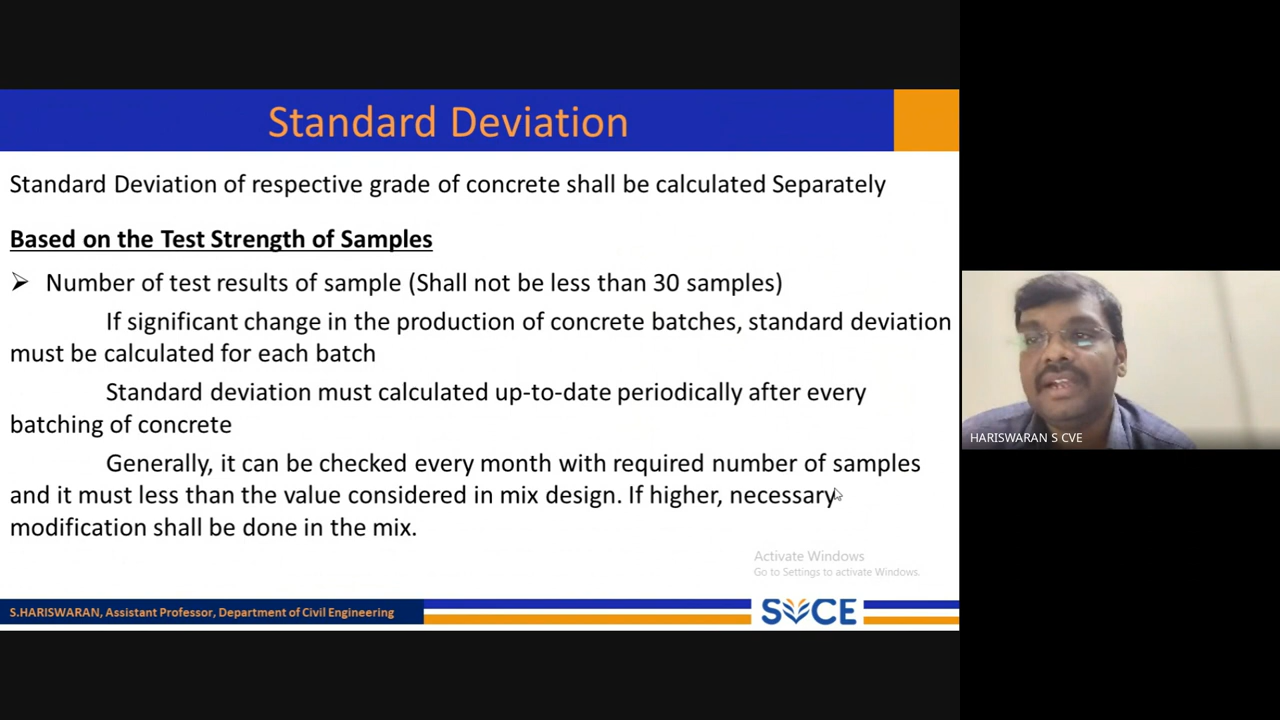 Standard Deviation
Standard Deviation of respective grade of concrete shall be calculated Separately
Based on the Test Strength of Samples
➢ Number of test results of sample (Shall not be less than 30 samples)
If significant change in the production of concrete batches, standard deviation
must be calculated for each batch
Standard deviation must calculated up-to-date periodically after every
batching of concrete
Generally, it can be checked every month with required number of samples
and it must less than the value considered in mix design. If higher, necessary
modification shall be done in the mix.
Activate Windows
Go to Settings to activate Windows.
S.HARISWARAN, Assistant Professor, Department of Civil Engineering
SVCE
HARISWARAN S CVE